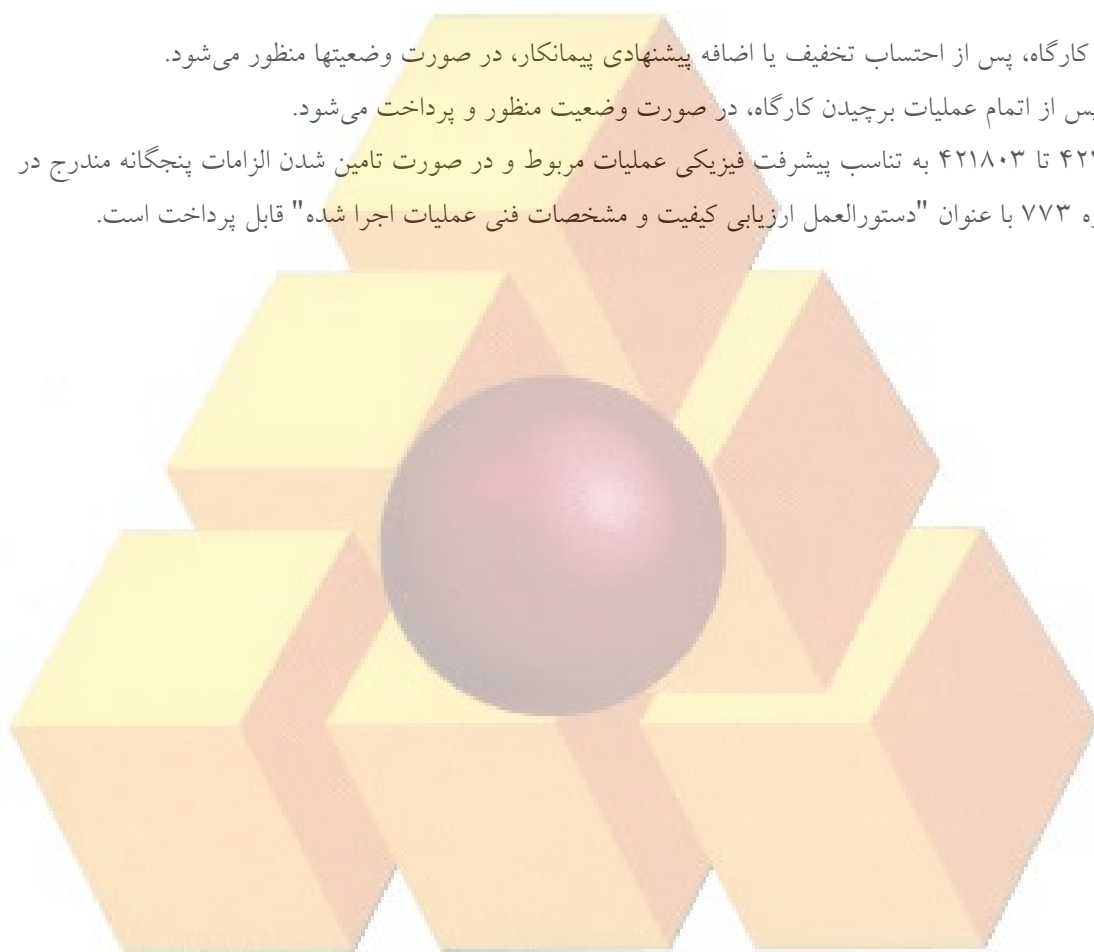 کارگاه، پس از احتساب تخفیف یا اضافه پیشنهادی پیمانکار، در صورت وضعیتها منظور می‌شود.
پس از اتمام عملیات برچیدن کارگاه، در صورت وضعیت منظور و پرداخت می‌شود.
تا ۴۲۱۸۰۳ به تناسب پیشرفت فیزیکی عملیات مربوط و در صورت تامین شدن الزامات پنجگانه مندرج در
۷۷۳ با عنوان "دستورالعمل ارزیابی کیفیت و مشخصات فنی عملیات اجرا شده" قابل پرداخت است.